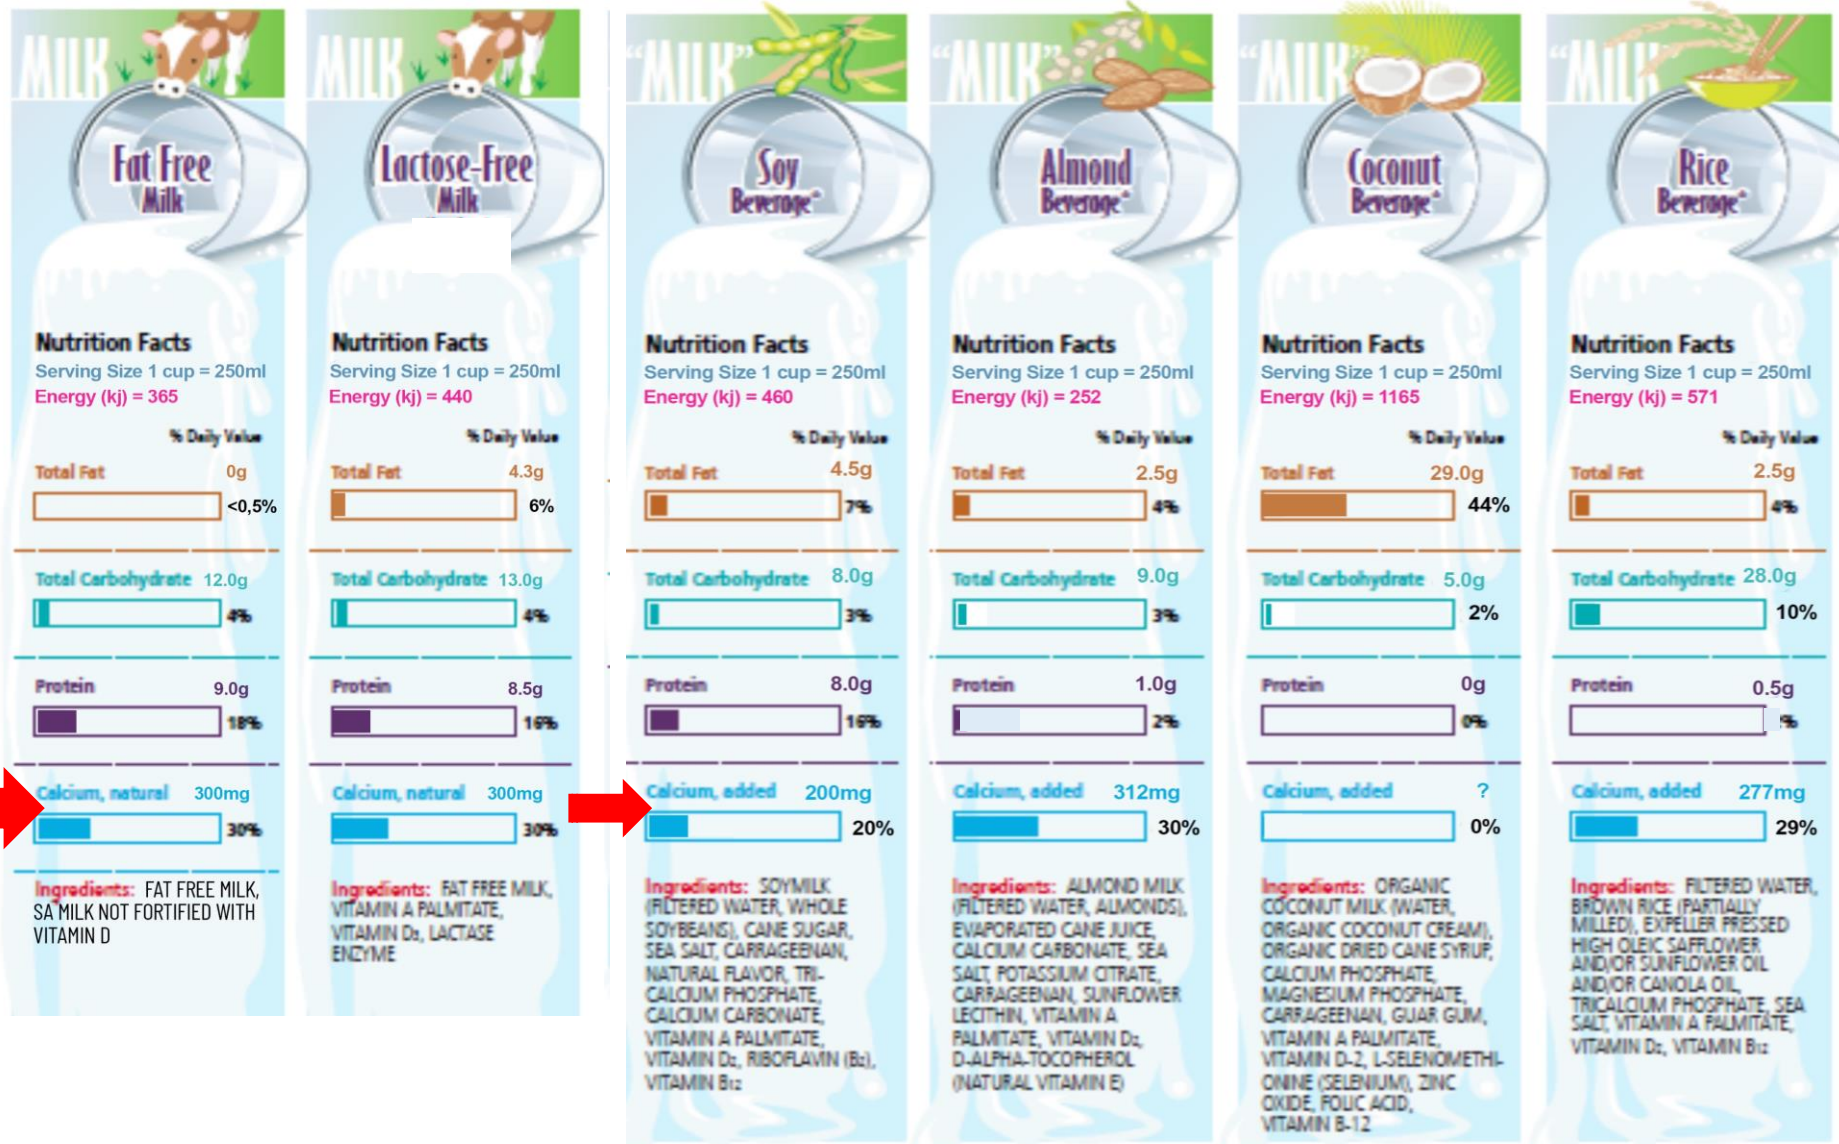 MILK
Fat Free
Milk
Nutrition Facts
Serving Size 1 cup = 250ml
Energy (kj) = 365
% Daily Value
Total Fat 0g
<0,5%
Total Carbohydrate 12.0g
4%
Protein 9.0g
18%
Calcium, natural 300mg
30%
Ingredients: FAT FREE MILK,
SA MILK NOT FORTIFIED WITH
VITAMIN D
MILK
Lactose-Free
Milk
Nutrition Facts
Serving Size 1 cup = 250ml
Energy (kj) = 440
% Daily Value
Total Fat 4.3g
6%
Total Carbohydrate 13.0g
4%
Protein 8.5g
16%
Calcium, natural 300mg
30%
Ingredients: FAT FREE MILK,
VITAMIN A PALMITATE,
VITAMIN D3, LACTASE
ENZYME
“MILK”
Soy
Beverage*
Nutrition Facts
Serving Size 1 cup = 250ml
Energy (kj) = 460
% Daily Value
Total Fat 4.5g
7%
Total Carbohydrate 8.0g
3%
Protein 8.0g
16%
Calcium, added 200mg
20%
Ingredients: SOYMILK
(FILTERED WATER, WHOLE
SOYBEANS), CANE SUGAR,
SEA SALT, CARRAGEENAN,
NATURAL FLAVOR, TRI-
CALCIUM PHOSPHATE,
CALCIUM CARBONATE,
VITAMIN A PALMITATE,
VITAMIN D2, RIBOFLAVIN (B2),
VITAMIN B12
“MILK”
Almond
Beverage*
Nutrition Facts
Serving Size 1 cup = 250ml
Energy (kj) = 252
% Daily Value
Total Fat 2.5g
4%
Total Carbohydrate 9.0g
3%
Protein 1.0g
2%
Calcium, added 312mg
30%
Ingredients: ALMOND MILK
(FILTERED WATER, ALMONDS),
EVAPORATED CANE JUICE,
CALCIUM CARBONATE, SEA
SALT, POTASSIUM CITRATE,
CARRAGEENAN, SUNFLOWER
LECITHIN, VITAMIN A
PALMITATE, VITAMIN D2,
D-ALPHA-TOCOPHEROL
(NATURAL VITAMIN E)
“MILK”
Coconut
Beverage*
Nutrition Facts
Serving Size 1 cup = 250ml
Energy (kj) = 1165
% Daily Value
Total Fat 29.0g
44%
Total Carbohydrate 5.0g
2%
Protein 0g
0%
Calcium, added ?
0%
Ingredients: ORGANIC
COCONUT MILK (WATER,
ORGANIC COCONUT CREAM),
ORGANIC DRIED CANE SYRUP,
CALCIUM PHOSPHATE,
MAGNESIUM PHOSPHATE,
CARRAGEENAN, GUAR GUM,
VITAMIN A PALMITATE,
VITAMIN D-2, L-SELENOMETHI-
ONINE (SELENIUM), ZINC
OXIDE, FOLIC ACID,
VITAMIN B-12
“MILK”
Rice
Beverage*
Nutrition Facts
Serving Size 1 cup = 250ml
Energy (kj) = 571
% Daily Value
Total Fat 2.5g
4%
Total Carbohydrate 28.0g
10%
Protein 0.5g
%
Calcium, added 277mg
29%
Ingredients: FILTERED WATER,
BROWN RICE (PARTIALLY
MILLED), EXPELLER PRESSED
HIGH OLEIC SAFFLOWER
AND/OR SUNFLOWER OIL
AND/OR CANOLA OIL,
TRICALCIUM PHOSPHATE, SEA
SALT, VITAMIN A PALMITATE,
VITAMIN D2, VITAMIN B12